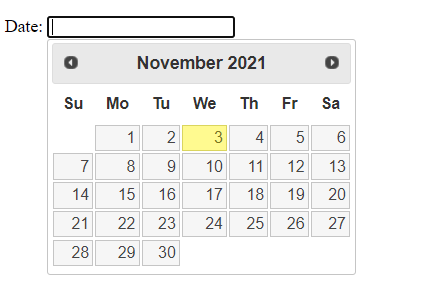 Date:
November 2021
Su Mo Tu We Th Fr Sa
1 2 3 4 5 6
7 8 9 10 11 12 13
14 15 16 17 18 19 20
21 22 23 24 25 26 27
28 29 30